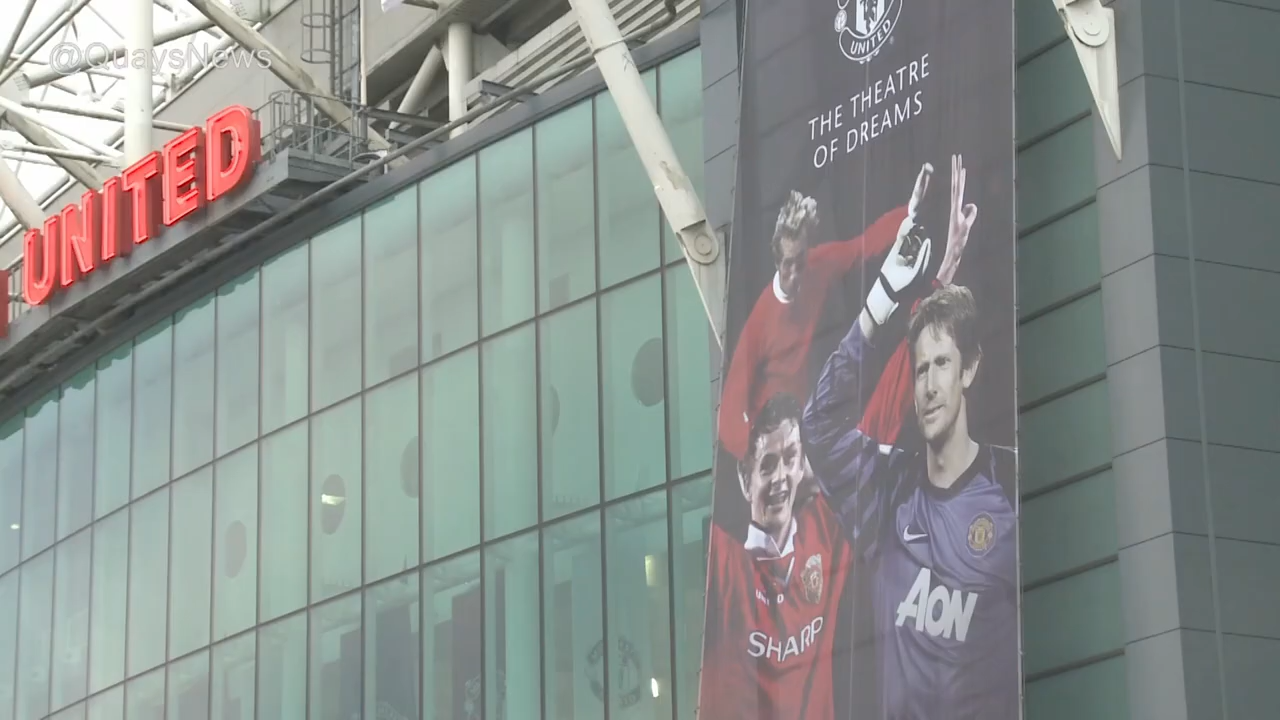 @QuaysNews
UNITED
UNITED
THE THEATRE
OF DREAMS
SHARP
AON